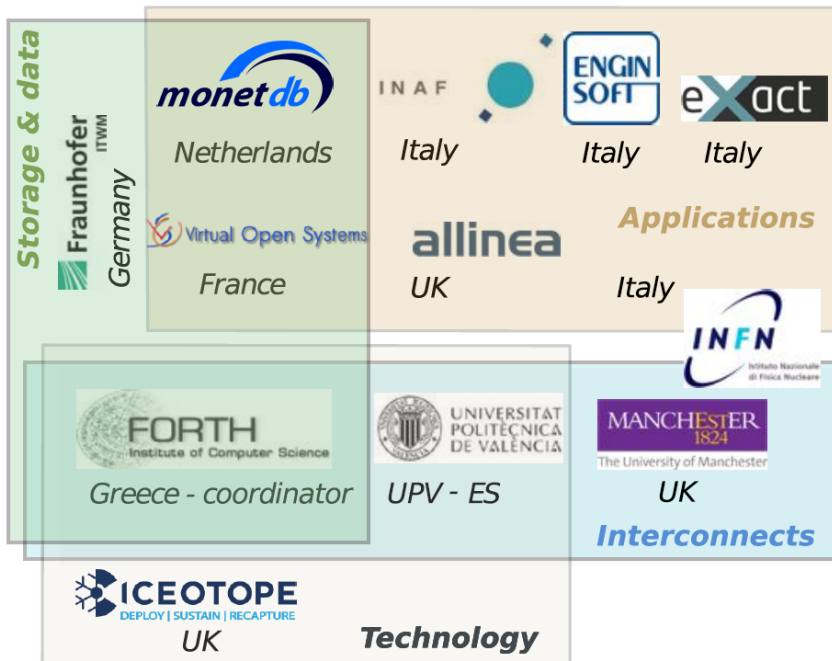 Storage & data
Fraunhofer
ITWM
Germany
monetdb
Netherlands
INAF
Italy
ENGIN
SOFT
Italy
eXact
Italy
Applications
Virtual Open Systems
France
allinea
UK
Italy
INFN
Istituto Nazionale
di Fisica Nucleare
FORTH
Institute of Computer Science
Greece - coordinator
UNIVERSITAT
POLITÈCNICA
DE VALÈNCIA
UPV - ES
MANCHESTER
1824
The University of Manchester
UK
Interconnects
ICEOTOPE
DEPLOY | SUSTAIN | RECAPTURE
UK
Technology